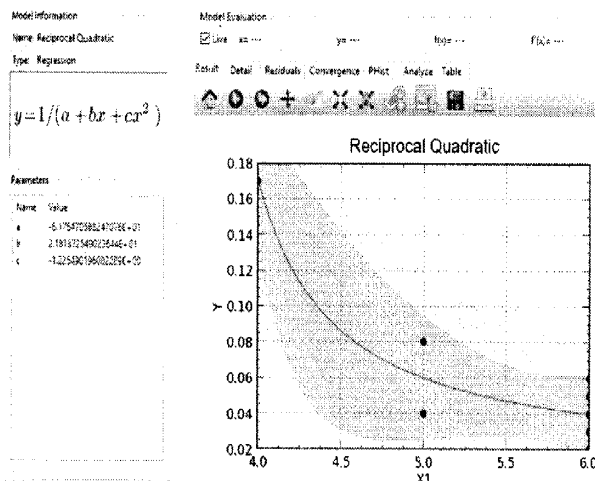 Model Information
Name: Reciprocal Quadratic
Type: Regression
y=1/(a + bx + cx² )
Parameters
Name Value
a
b
c
Model Evaluation
Live x= --- y= --- f(x)= --- f'(x)= ---
Result Detail Residuals Convergence PHist Analyze Table
Reciprocal Quadratic
0.18
0.16
0.14
0.12
0.10
0.08
0.06
0.04
0.02
Y
4.0 4.5 5.0 5.5 6.0
X1